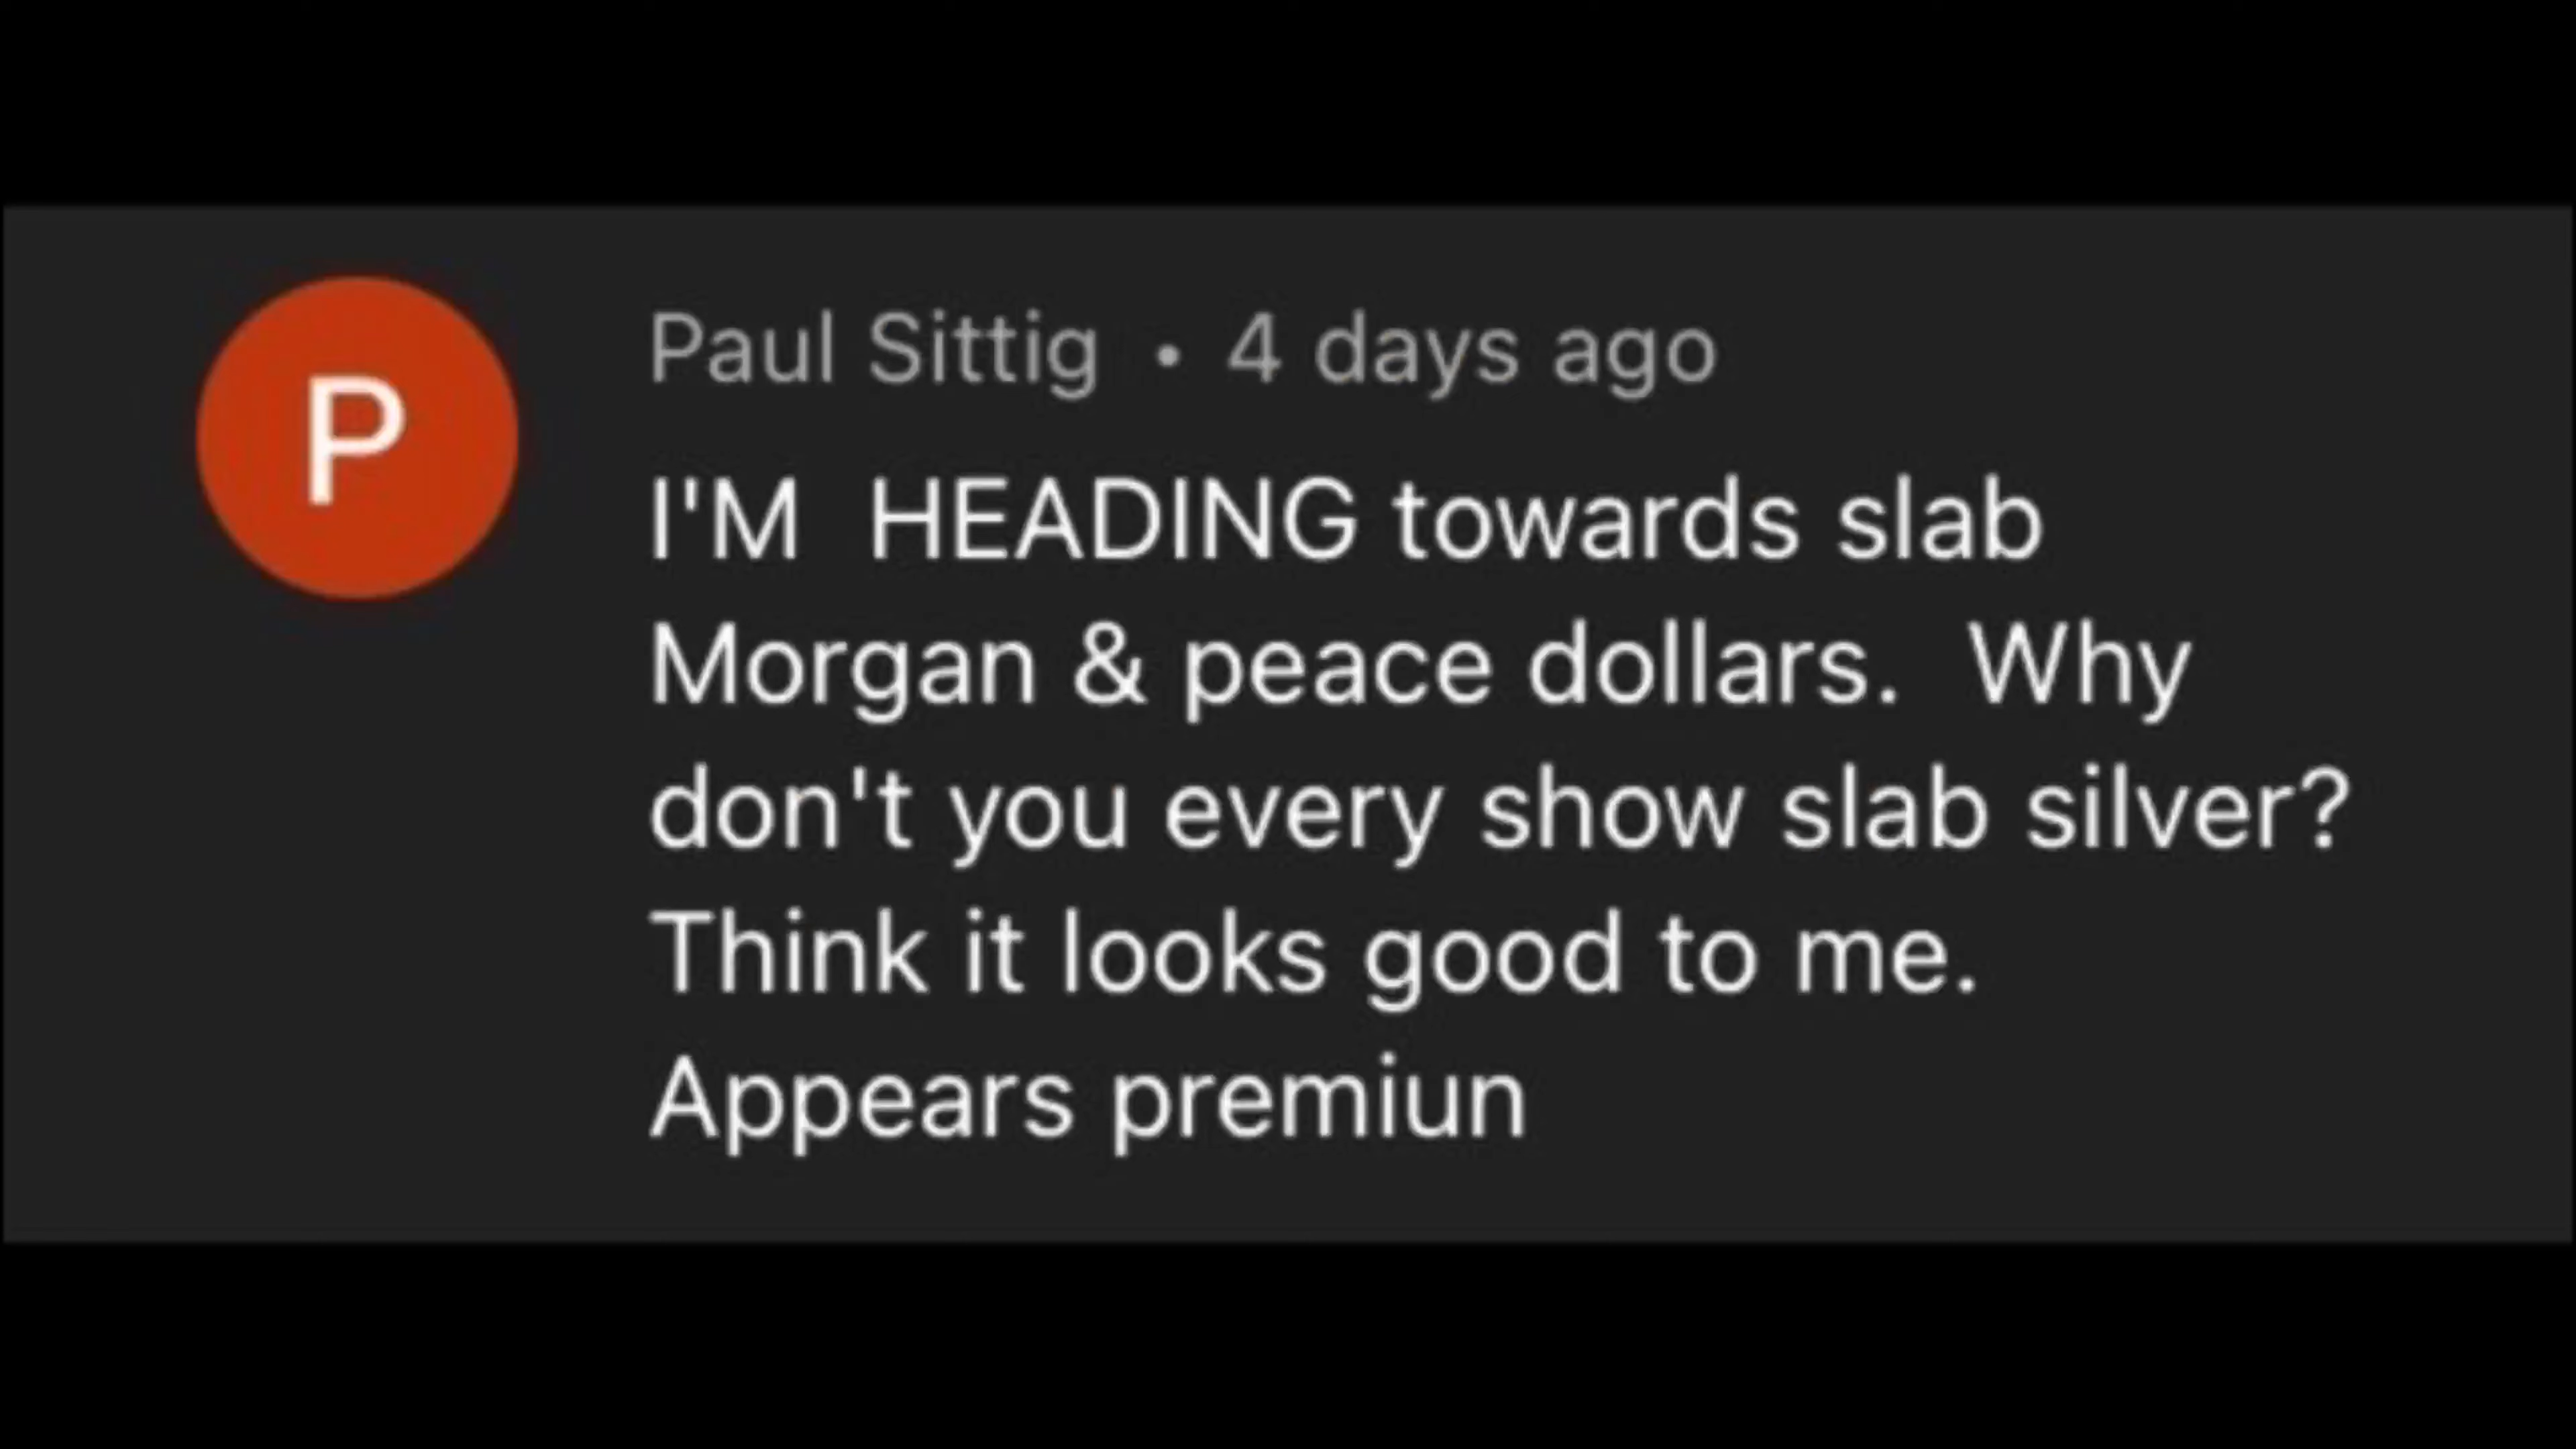 P
Paul Sittig • 4 days ago
I'M  HEADING towards slab
Morgan & peace dollars.  Why
don't you every show slab silver?
Think it looks good to me.
Appears premiun